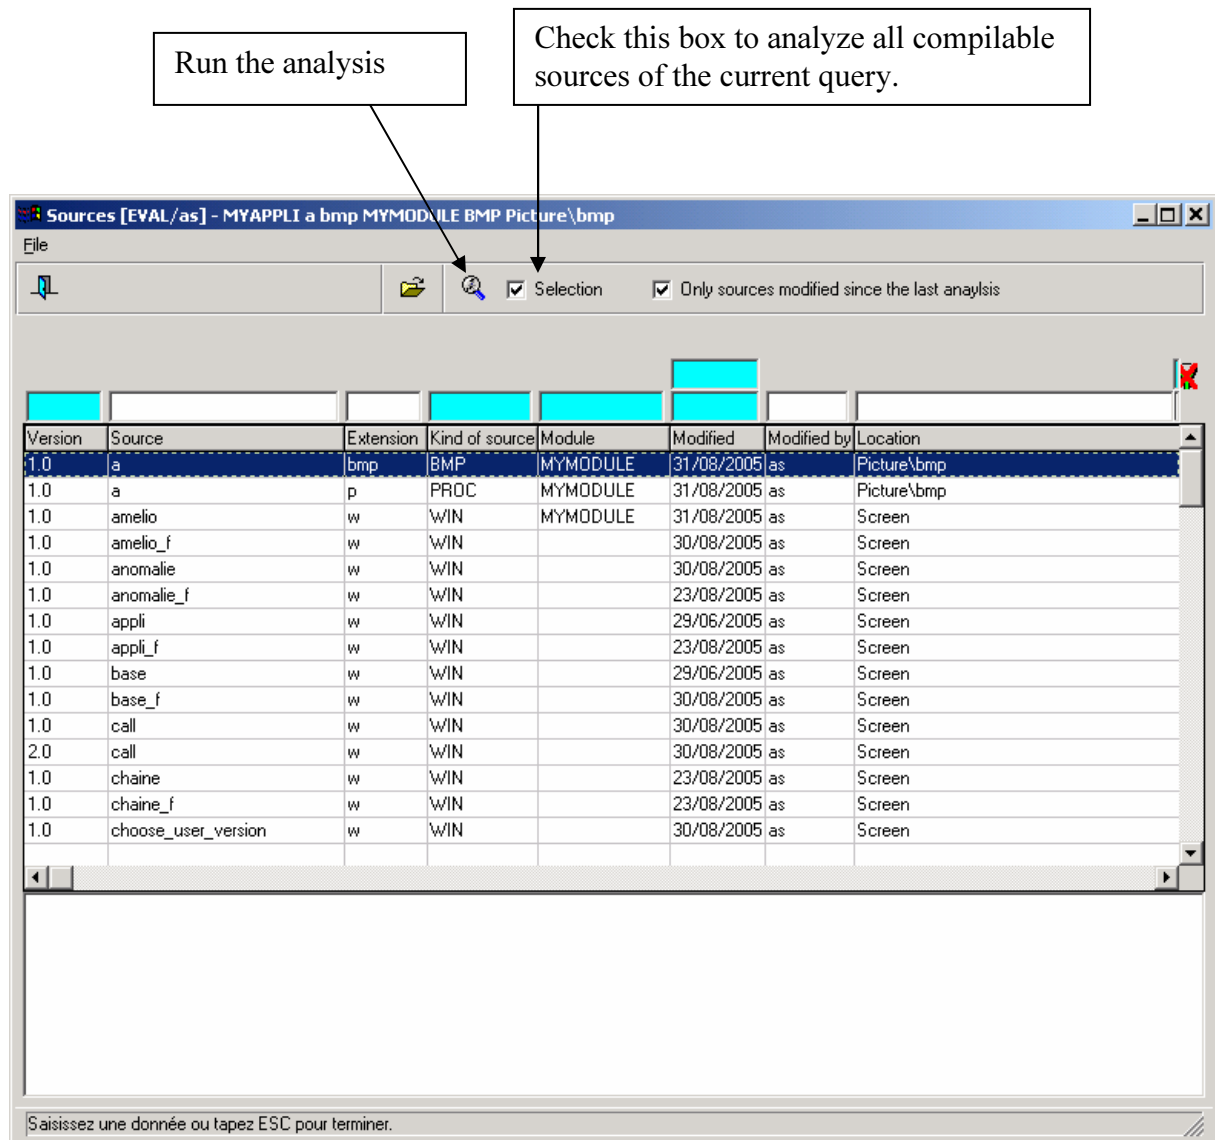 Run the analysis
Check this box to analyze all compilable
sources of the current query.
Sources [EVAL/as] - MYAPPLI a bmp MYMODULE BMP Picture\bmp
File
Selection Only sources modified since the last anaylsis
Version Source Extension Kind of source Module Modified Modified by Location
1.0 a bmp BMP MYMODULE 31/08/2005 as Picture\bmp
1.0 a p PROC MYMODULE 31/08/2005 as Picture\bmp
1.0 amelio w WIN MYMODULE 31/08/2005 as Screen
1.0 amelio_f w WIN 30/08/2005 as Screen
1.0 anomalie w WIN 30/08/2005 as Screen
1.0 anomalie_f w WIN 23/08/2005 as Screen
1.0 appli w WIN 29/06/2005 as Screen
1.0 appli_f w WIN 23/08/2005 as Screen
1.0 base w WIN 29/06/2005 as Screen
1.0 base_f w WIN 30/08/2005 as Screen
1.0 call w WIN 30/08/2005 as Screen
2.0 call w WIN 30/08/2005 as Screen
1.0 chaine w WIN 23/08/2005 as Screen
1.0 chaine_f w WIN 23/08/2005 as Screen
1.0 choose_user_version w WIN 30/08/2005 as Screen
Saisissez une donnée ou tapez ESC pour terminer.